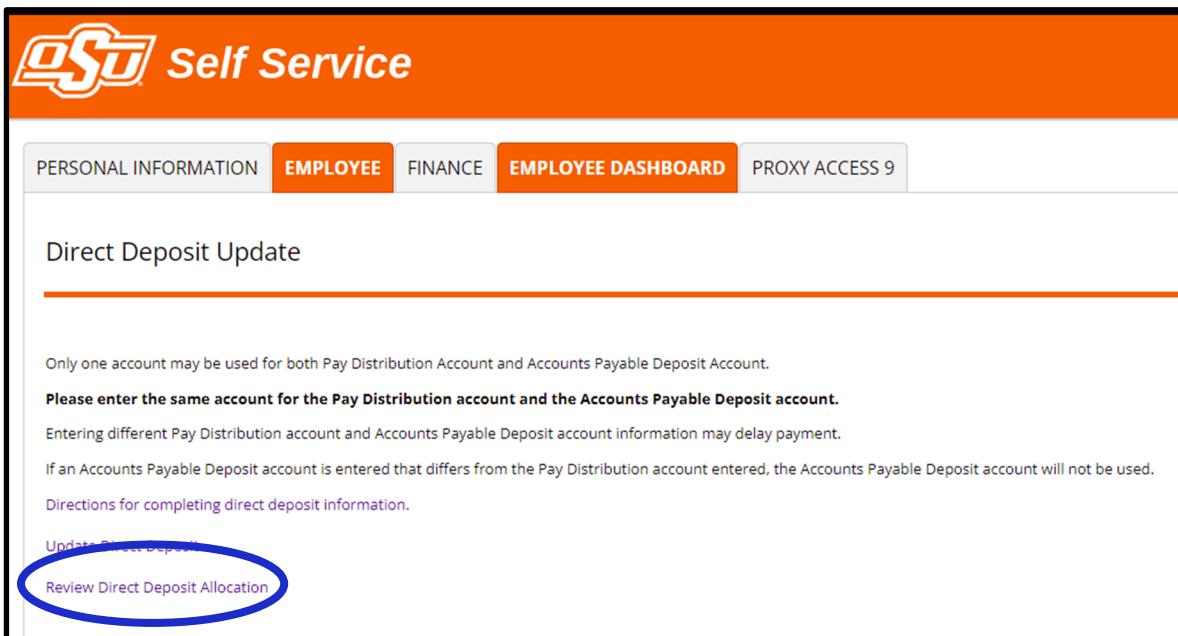 OSU Self Service
PERSONAL INFORMATION EMPLOYEE FINANCE EMPLOYEE DASHBOARD PROXY ACCESS 9
Direct Deposit Update
Only one account may be used for both Pay Distribution Account and Accounts Payable Deposit Account.
Please enter the same account for the Pay Distribution account and the Accounts Payable Deposit account.
Entering different Pay Distribution account and Accounts Payable Deposit account information may delay payment.
If an Accounts Payable Deposit account is entered that differs from the Pay Distribution account entered, the Accounts Payable Deposit account will not be used.
Directions for completing direct deposit information.
Update Direct Deposit
Review Direct Deposit Allocation